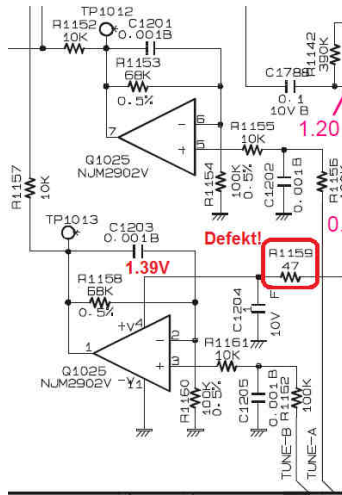 TP1012
R1152
10K
C1201
0.001B
R1153
68K
0.5%
7
6
5
-
+
Q1025
NJM2902V
R1155
10K
R1154
100K
0.5%
C1202
0.001B
R1142
390K
C1788
0.1
10V B
1.20
R1155
0.
R1157
10K
TP1013
C1203
0.001B
1.39V
Defekt!
R1159
47
R1158
68K
0.5%
C1204
1
F
10V
+V
4
1
2
3
-
+
-V
11
Q1025
NJM2902V
R1161
10K
R1160
100K
0.5%
C1205
0.001B
R1152
100K
TUNE-B
TUNE-A